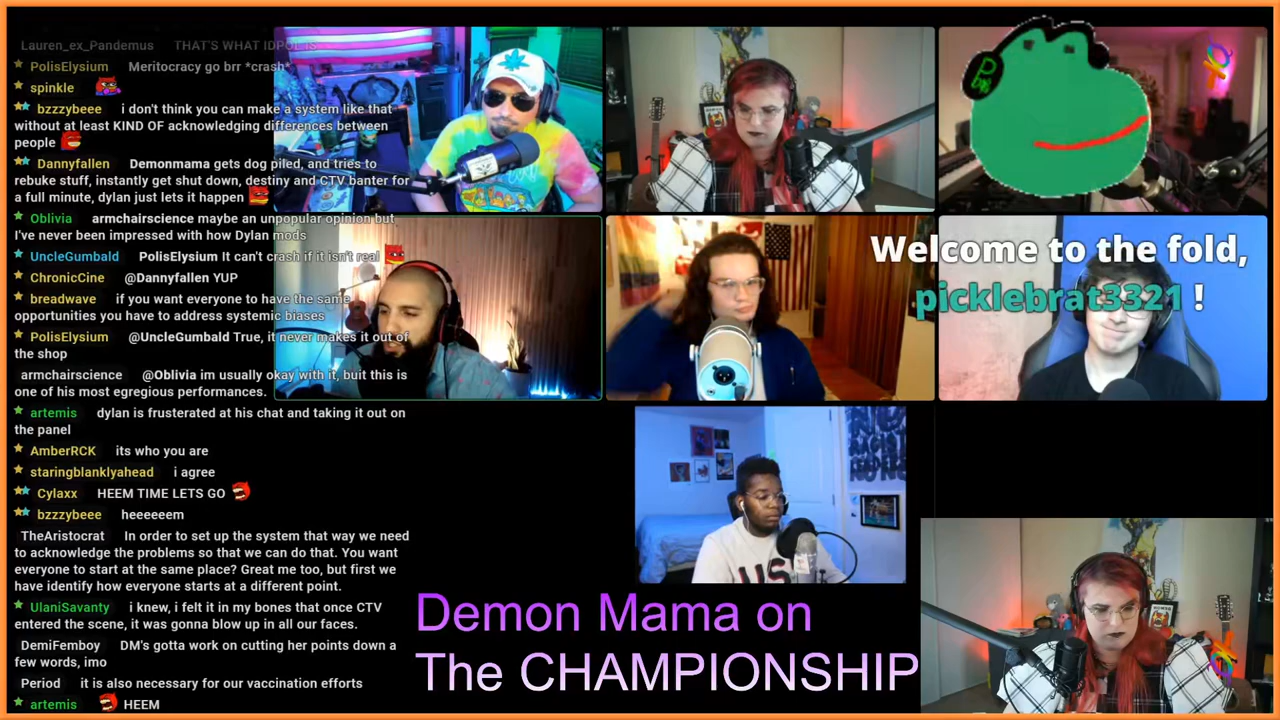 Lauren_ex_Pandemus THAT'S WHAT IDPOL IS
PolisElysium Meritocracy go brr *crash*
spinkle
bzzzybeee i don't think you can make a system like that
without at least KIND OF acknowledging differences between
people
Dannyfallen Demonmama gets dog piled, and tries to
rebuke stuff, instantly get shut down, destiny and CTV banter for
a full minute, dylan just lets it happen
Oblivia armchairscience maybe an unpopular opinion but
I've never been impressed with how Dylan mods
UncleGumbald PolisElysium It can't crash if it isn't real
ChronicCine @Dannyfallen YUP
breadwave if you want everyone to have the same
opportunities you have to address systemic biases
PolisElysium @UncleGumbald True, it never makes it out of
the shop
armchairscience @Oblivia im usually okay with it, buit this is
one of his most egregious performances.
artemis dylan is frusterated at his chat and taking it out on
the panel
AmberRCK its who you are
staringblanklyahead i agree
Cylaxx HEEM TIME LETS GO
bzzzybeee heeeeeem
TheAristocrat In order to set up the system that way we need
to acknowledge the problems so that we can do that. You want
everyone to start at the same place? Great me too, but first we
have identify how everyone starts at a different point.
UlaniSavanty i knew, i felt it in my bones that once CTV
entered the scene, it was gonna blow up in all our faces.
DemiFemboy DM's gotta work on cutting her points down a
few words, imo
Period it is also necessary for our vaccination efforts
artemis HEEM
Welcome to the fold,
picklebrat3321 !
Demon Mama on
The CHAMPIONSHIP